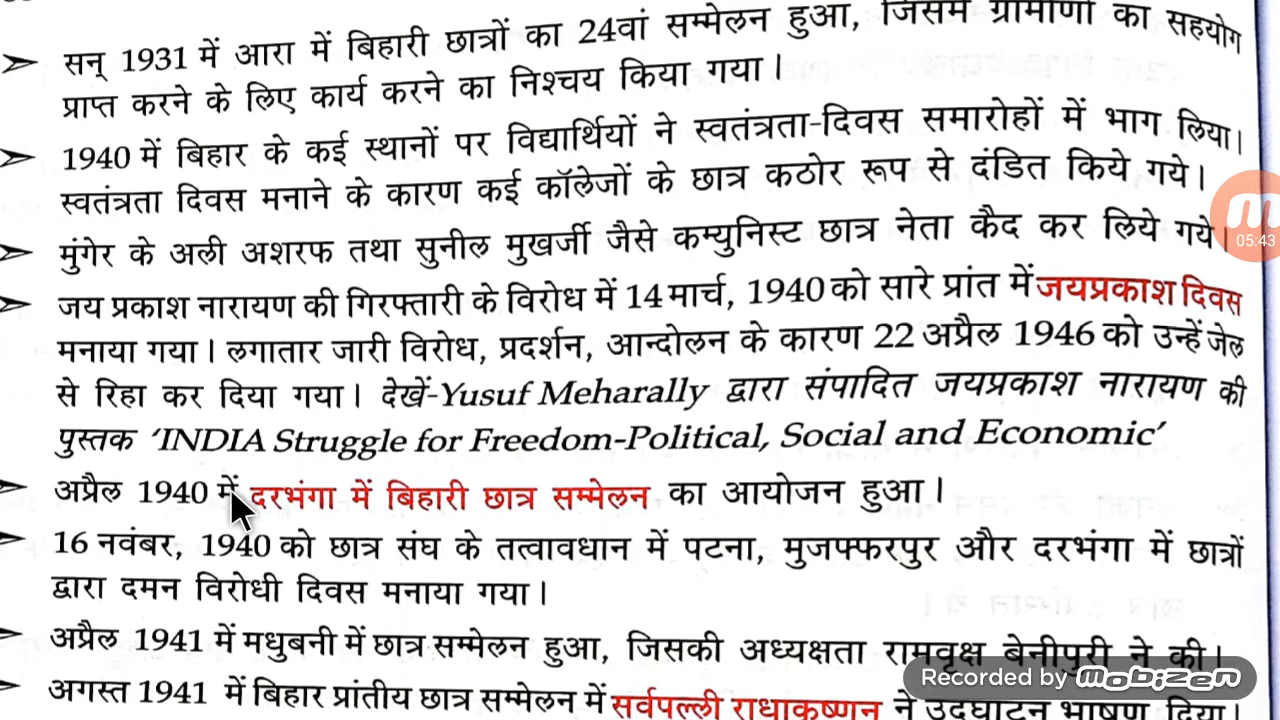 ➢ सन् 1931 में आरा में बिहारी छात्रों का 24वां सम्मेलन हुआ, जिसमें ग्रामीणों का सहयोग
प्राप्त करने के लिए कार्य करने का निश्चय किया गया।
➢ 1940 में बिहार के कई स्थानों पर विद्यार्थियों ने स्वतंत्रता-दिवस समारोहों में भाग लिया।
स्वतंत्रता दिवस मनाने के कारण कई कॉलेजों के छात्र कठोर रूप से दंडित किये गये।
➢ मुंगेर के अली अशरफ तथा सुनील मुखर्जी जैसे कम्युनिस्ट छात्र नेता कैद कर लिये गये।
05:43
➢ जय प्रकाश नारायण की गिरफ्तारी के विरोध में 14 मार्च, 1940 को सारे प्रांत में जयप्रकाश दिवस
मनाया गया। लगातार जारी विरोध, प्रदर्शन, आन्दोलन के कारण 22 अप्रैल 1946 को उन्हें जेल
से रिहा कर दिया गया। देखें-Yusuf Meharally द्वारा संपादित जयप्रकाश नारायण की
पुस्तक ‘INDIA Struggle for Freedom-Political, Social and Economic’
➢ अप्रैल 1940 में दरभंगा में बिहारी छात्र सम्मेलन का आयोजन हुआ।
➢ 16 नवंबर, 1940 को छात्र संघ के तत्वावधान में पटना, मुजफ्फरपुर और दरभंगा में छात्रों
द्वारा दमन विरोधी दिवस मनाया गया।
➢ अप्रैल 1941 में मधुबनी में छात्र सम्मेलन हुआ, जिसकी अध्यक्षता रामवृक्ष बेनीपुरी ने की।
Recorded by mobizen
➢ अगस्त 1941 में बिहार प्रांतीय छात्र सम्मेलन में सर्वपल्ली राधाकृष्णन ने उदघाटन भाषण दिया।